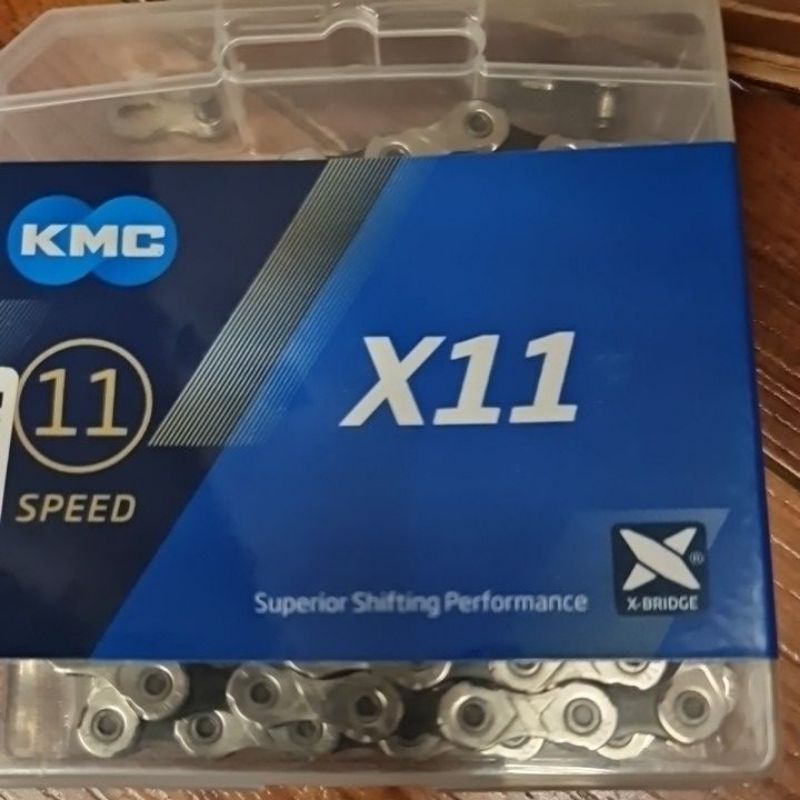 KMC
11
SPEED
X11
Superior Shifting Performance
X-BRIDGE®